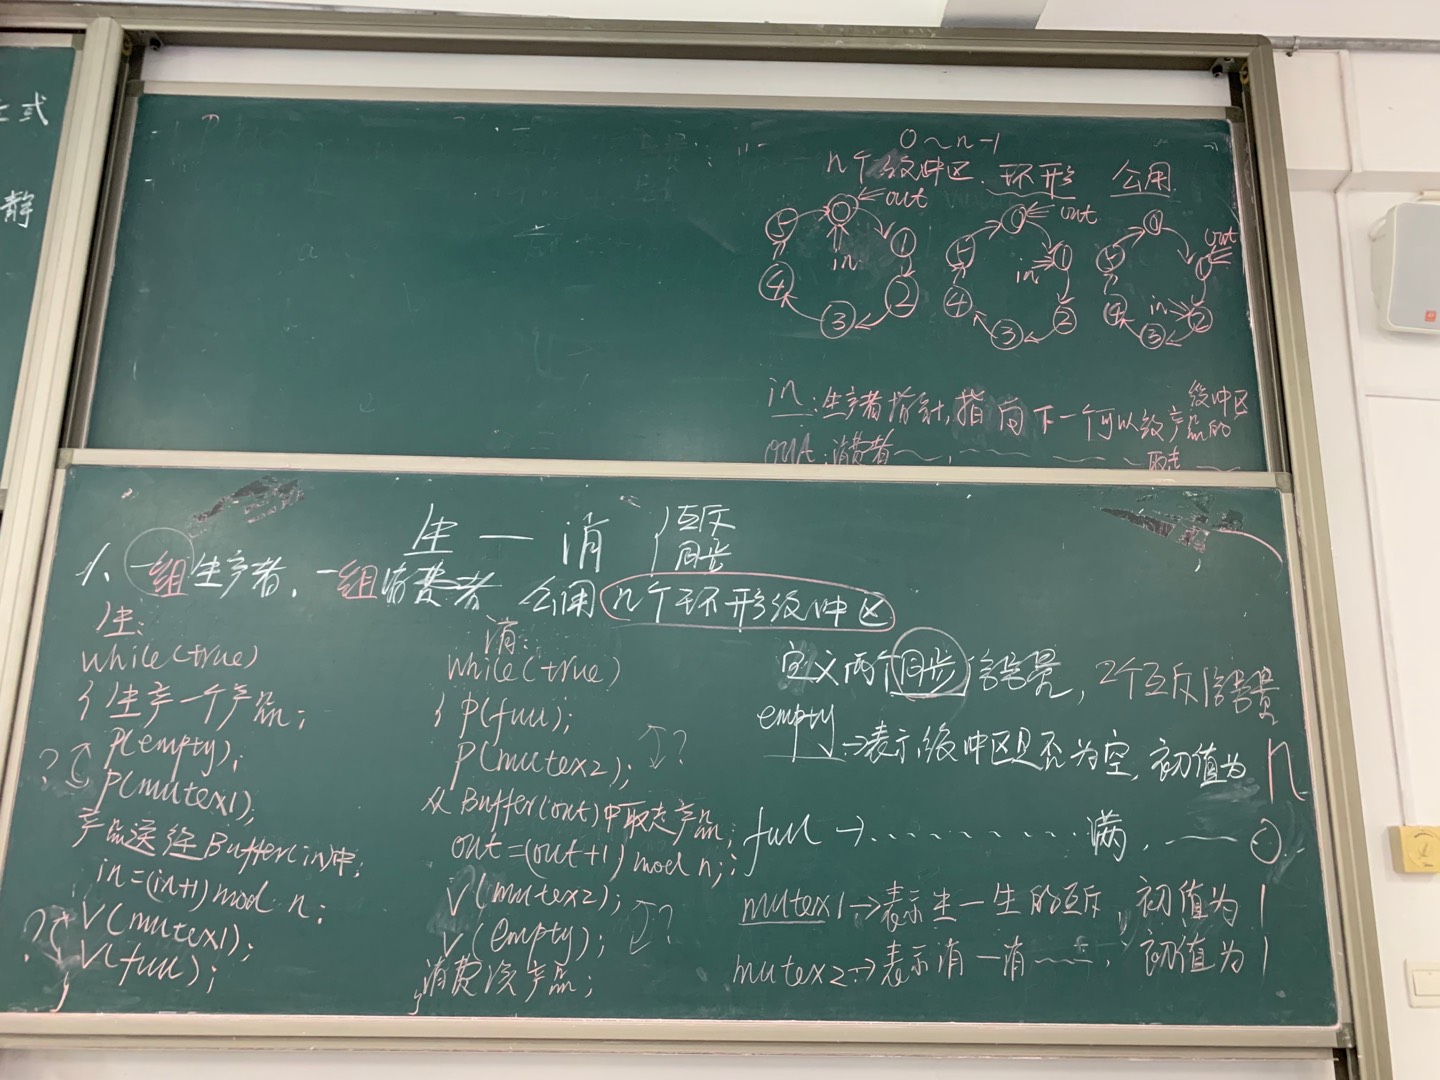 式
静
0~n-1
n个缓冲区 环形 公用
0 out 1 2 3 4 5 in
0 out 1 2 3 4 5 in
0 out 1 2 3 4 5 in
in:生产者指针,指向下一个可以放产品的缓冲区
out:消费者~,~~~~取走~
生—消 {互斥
同步
1、一组生产者、一组消费者 公用n个环形缓冲区
生:
while(true)
{生产一个产品;
P(empty);
?
P(mutex1);
产品送往Buffer(in)中;
in=(in+1)mod n;
V(mutex1);
?
V(full);
}
消:
while(true)
{P(full);
P(mutex2);
?
从Buffer(out)中取走产品;
out=(out+1)mod n;
V(mutex2);
V(empty);
?
消费该产品;
}
定义两个同步信号量,2个互斥信号量
empty→表示缓冲区是否为空,初值为n
full→………满,——0
mutex1→表示生—生的互斥,初值为1
mutex2→表示消—消~~,初值为1